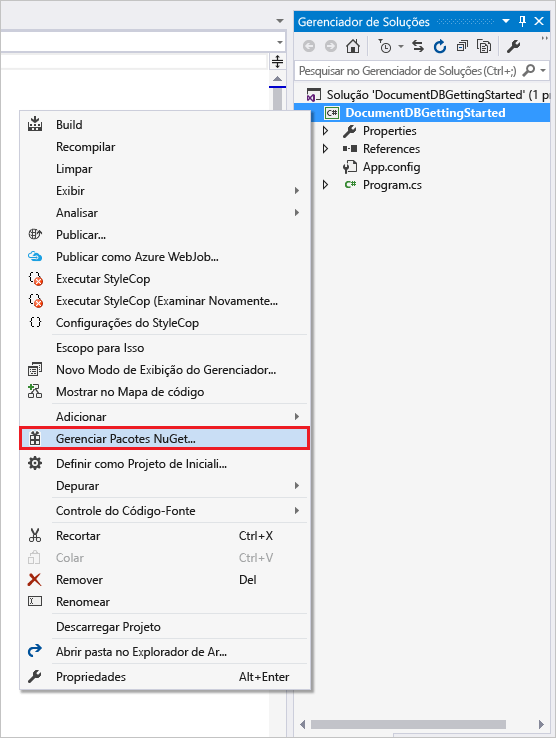 Gerenciador de Soluções
Pesquisar no Gerenciador de Soluções (Ctrl+;)
Solução 'DocumentDBGettingStarted' (1 pr
C# DocumentDBGettingStarted
Properties
References
App.config
C# Program.cs
Build
Recompilar
Limpar
Exibir
Analisar
Publicar...
Publicar como Azure WebJob...
Executar StyleCop
Executar StyleCop (Examinar Novamente...
Configurações do StyleCop
Escopo para Isso
Novo Modo de Exibição do Gerenciador...
Mostrar no Mapa de código
Adicionar
Gerenciar Pacotes NuGet...
Definir como Projeto de Iniciali...
Depurar
Controle do Código-Fonte
Recortar Ctrl+X
Colar Ctrl+V
Remover Del
Renomear
Descarregar Projeto
Abrir pasta no Explorador de Ar...
Propriedades Alt+Enter